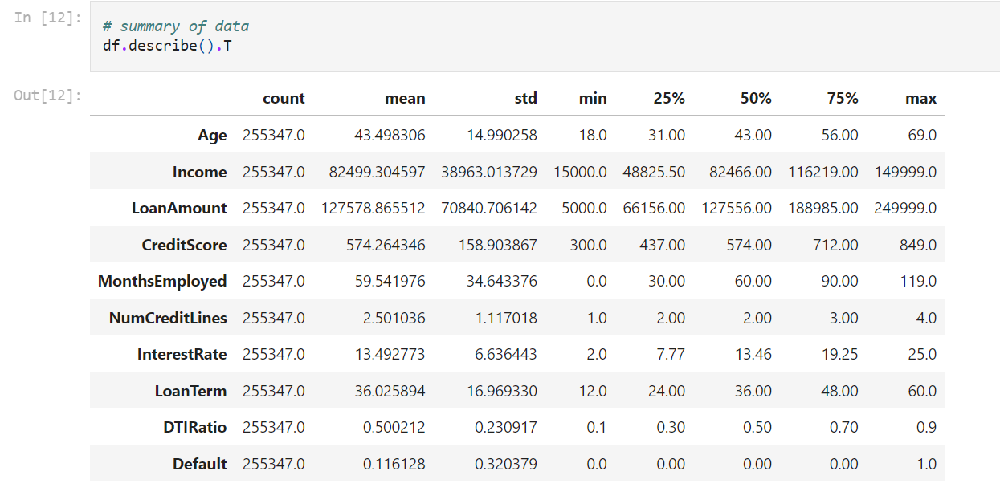 In [12]:
# summary of data
df.describe().T
Out[12]:
count mean std min 25% 50% 75% max
Age 255347.0 43.498306 14.990258 18.0 31.00 43.00 56.00 69.0
Income 255347.0 82499.304597 38963.013729 15000.0 48825.50 82466.00 116219.00 149999.0
LoanAmount 255347.0 127578.865512 70840.706142 5000.0 66156.00 127556.00 188985.00 249999.0
CreditScore 255347.0 574.264346 158.903867 300.0 437.00 574.00 712.00 849.0
MonthsEmployed 255347.0 59.541976 34.643376 0.0 30.00 60.00 90.00 119.0
NumCreditLines 255347.0 2.501036 1.117018 1.0 2.00 2.00 3.00 4.0
InterestRate 255347.0 13.492773 6.636443 2.0 7.77 13.46 19.25 25.0
LoanTerm 255347.0 36.025894 16.969330 12.0 24.00 36.00 48.00 60.0
DTIRatio 255347.0 0.500212 0.230917 0.1 0.30 0.50 0.70 0.9
Default 255347.0 0.116128 0.320379 0.0 0.00 0.00 0.00 1.0